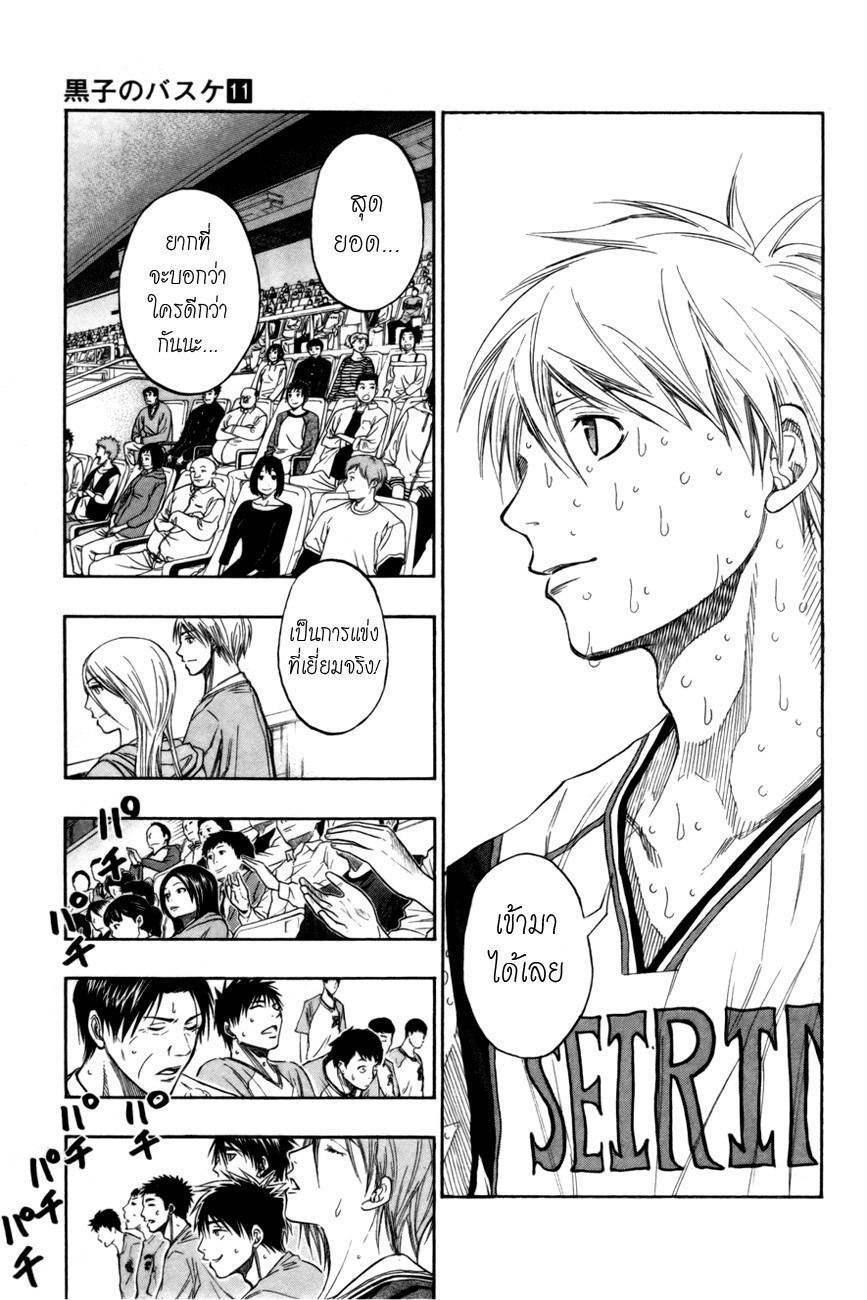 黒子のバスケ11
เข้ามา
ได้เลย
SEIRIN
สุด
ยอด...
ยากที่
จะบอกว่า
ใครดีกว่า
กันนะ...
เป็นการแข่ง
ที่เยี่ยมจริง!
パチ
パチ
パチ
パチ
パチ
パチ